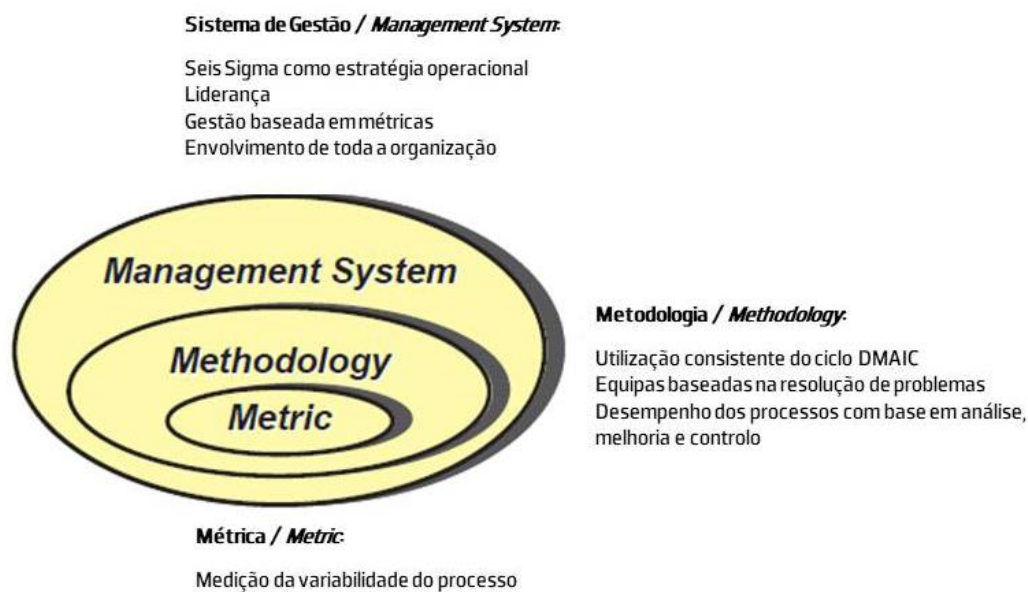 Sistema de Gestão / Management System:
Seis Sigma como estratégia operacional
Liderança
Gestão baseada em métricas
Envolvimento de toda a organização
Management System
Methodology
Metric
Metodologia / Methodology:
Utilização consistente do ciclo DMAIC
Equipas baseadas na resolução de problemas
Desempenho dos processos com base em análise,
melhoria e controlo
Métrica / Metric:
Medição da variabilidade do processo